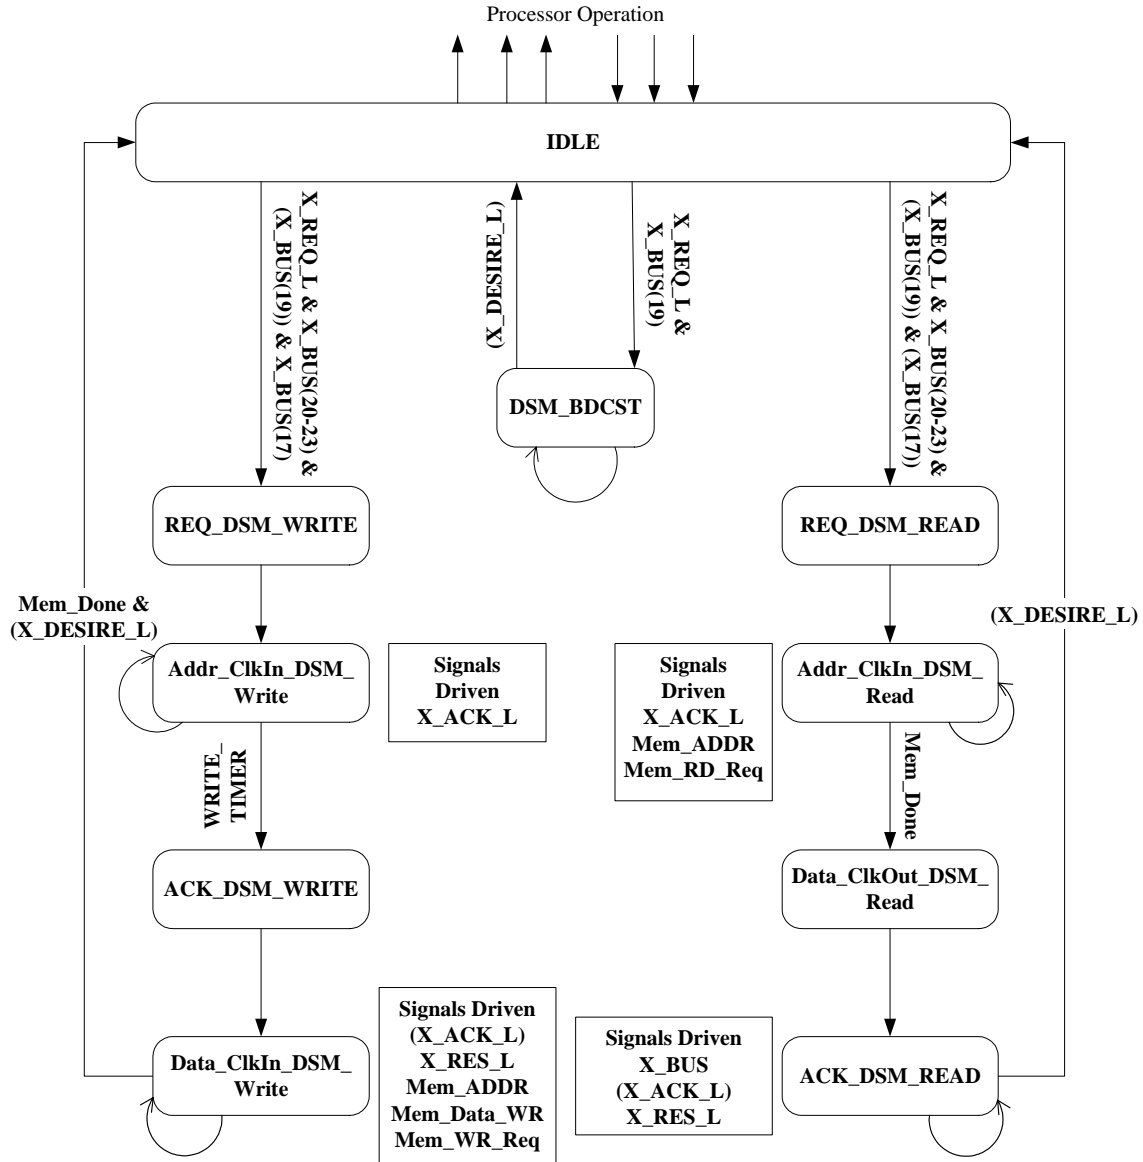 Processor Operation
IDLE
X_REQ_L & X_BUS(20-23) &
(X_BUS(19)) & X_BUS(17)
(X_DESIRE_L)
X_REQ_L &
X_BUS(19)
X_REQ_L & X_BUS(20-23) &
(X_BUS(19)) & (X_BUS(17))
DSM_BDCST
REQ_DSM_WRITE
REQ_DSM_READ
Mem_Done &
(X_DESIRE_L)
(X_DESIRE_L)
Addr_ClkIn_DSM_
Write
Signals
Driven
X_ACK_L
Signals
Driven
X_ACK_L
Mem_ADDR
Mem_RD_Req
Addr_ClkIn_DSM_
Read
WRITE_
TIMER
Mem_Done
ACK_DSM_WRITE
Data_ClkOut_DSM_
Read
Data_ClkIn_DSM_
Write
Signals Driven
(X_ACK_L)
X_RES_L
Mem_ADDR
Mem_Data_WR
Mem_WR_Req
Signals Driven
X_BUS
(X_ACK_L)
X_RES_L
ACK_DSM_READ